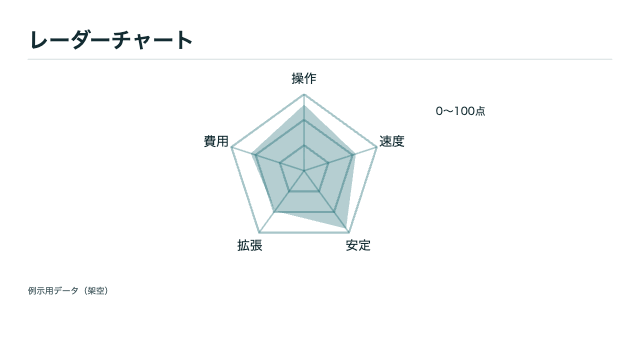 レーダーチャート
操作
0〜100点
費用
速度
拡張
安定
例示用データ（架空）